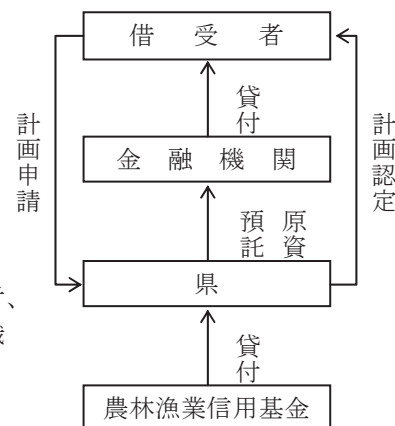 借受者
貸付
計画申請
計画認定
金融機関
原資
預託
県
、
貸付
農林漁業信用基金